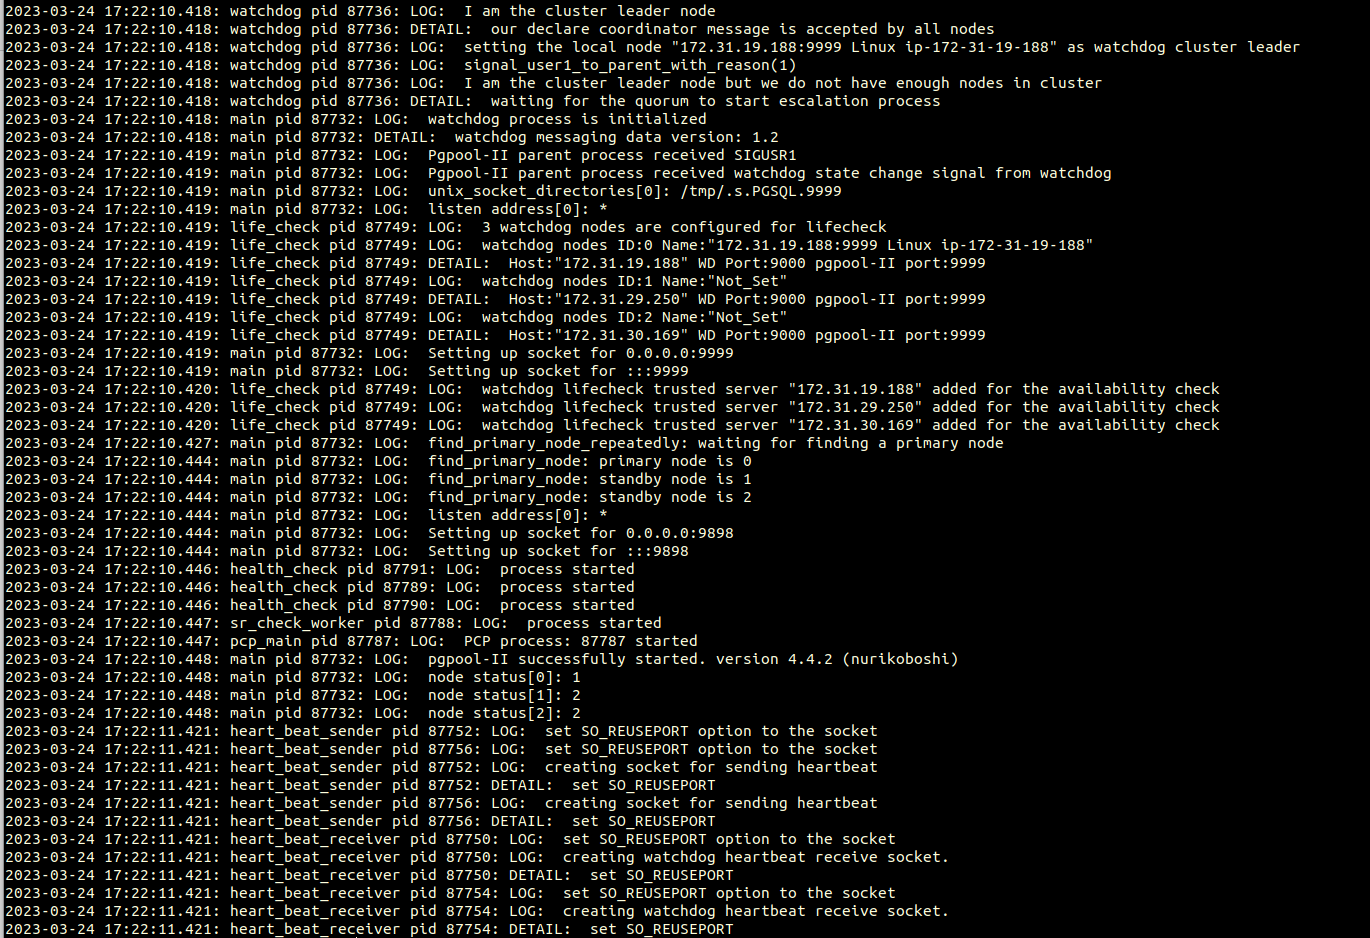 2023-03-24 17:22:10.418: watchdog pid 87736: LOG:  I am the cluster leader node
2023-03-24 17:22:10.418: watchdog pid 87736: DETAIL:  our declare coordinator message is accepted by all nodes
2023-03-24 17:22:10.418: watchdog pid 87736: LOG:  setting the local node "172.31.19.188:9999 Linux ip-172-31-19-188" as watchdog cluster leader
2023-03-24 17:22:10.418: watchdog pid 87736: LOG:  signal_user1_to_parent_with_reason(1)
2023-03-24 17:22:10.418: watchdog pid 87736: LOG:  I am the cluster leader node but we do not have enough nodes in cluster
2023-03-24 17:22:10.418: watchdog pid 87736: DETAIL:  waiting for the quorum to start escalation process
2023-03-24 17:22:10.418: main pid 87732: LOG:  watchdog process is initialized
2023-03-24 17:22:10.418: main pid 87732: DETAIL:  watchdog messaging data version: 1.2
2023-03-24 17:22:10.419: main pid 87732: LOG:  Pgpool-II parent process received SIGUSR1
2023-03-24 17:22:10.419: main pid 87732: LOG:  Pgpool-II parent process received watchdog state change signal from watchdog
2023-03-24 17:22:10.419: main pid 87732: LOG:  unix_socket_directories[0]: /tmp/.s.PGSQL.9999
2023-03-24 17:22:10.419: main pid 87732: LOG:  listen address[0]: *
2023-03-24 17:22:10.419: life_check pid 87749: LOG:  3 watchdog nodes are configured for lifecheck
2023-03-24 17:22:10.419: life_check pid 87749: LOG:  watchdog nodes ID:0 Name:"172.31.19.188:9999 Linux ip-172-31-19-188"
2023-03-24 17:22:10.419: life_check pid 87749: DETAIL:  Host:"172.31.19.188" WD Port:9000 pgpool-II port:9999
2023-03-24 17:22:10.419: life_check pid 87749: LOG:  watchdog nodes ID:1 Name:"Not_Set"
2023-03-24 17:22:10.419: life_check pid 87749: DETAIL:  Host:"172.31.29.250" WD Port:9000 pgpool-II port:9999
2023-03-24 17:22:10.419: life_check pid 87749: LOG:  watchdog nodes ID:2 Name:"Not_Set"
2023-03-24 17:22:10.419: life_check pid 87749: DETAIL:  Host:"172.31.30.169" WD Port:9000 pgpool-II port:9999
2023-03-24 17:22:10.419: main pid 87732: LOG:  Setting up socket for 0.0.0.0:9999
2023-03-24 17:22:10.419: main pid 87732: LOG:  Setting up socket for :::9999
2023-03-24 17:22:10.420: life_check pid 87749: LOG:  watchdog lifecheck trusted server "172.31.19.188" added for the availability check
2023-03-24 17:22:10.420: life_check pid 87749: LOG:  watchdog lifecheck trusted server "172.31.29.250" added for the availability check
2023-03-24 17:22:10.420: life_check pid 87749: LOG:  watchdog lifecheck trusted server "172.31.30.169" added for the availability check
2023-03-24 17:22:10.427: main pid 87732: LOG:  find_primary_node_repeatedly: waiting for finding a primary node
2023-03-24 17:22:10.444: main pid 87732: LOG:  find_primary_node: primary node is 0
2023-03-24 17:22:10.444: main pid 87732: LOG:  find_primary_node: standby node is 1
2023-03-24 17:22:10.444: main pid 87732: LOG:  find_primary_node: standby node is 2
2023-03-24 17:22:10.444: main pid 87732: LOG:  listen address[0]: *
2023-03-24 17:22:10.444: main pid 87732: LOG:  Setting up socket for 0.0.0.0:9898
2023-03-24 17:22:10.444: main pid 87732: LOG:  Setting up socket for :::9898
2023-03-24 17:22:10.446: health_check pid 87791: LOG:  process started
2023-03-24 17:22:10.446: health_check pid 87789: LOG:  process started
2023-03-24 17:22:10.446: health_check pid 87790: LOG:  process started
2023-03-24 17:22:10.447: sr_check_worker pid 87788: LOG:  process started
2023-03-24 17:22:10.447: pcp_main pid 87787: LOG:  PCP process: 87787 started
2023-03-24 17:22:10.448: main pid 87732: LOG:  pgpool-II successfully started. version 4.4.2 (nurikoboshi)
2023-03-24 17:22:10.448: main pid 87732: LOG:  node status[0]: 1
2023-03-24 17:22:10.448: main pid 87732: LOG:  node status[1]: 2
2023-03-24 17:22:10.448: main pid 87732: LOG:  node status[2]: 2
2023-03-24 17:22:11.421: heart_beat_sender pid 87752: LOG:  set SO_REUSEPORT option to the socket
2023-03-24 17:22:11.421: heart_beat_sender pid 87756: LOG:  set SO_REUSEPORT option to the socket
2023-03-24 17:22:11.421: heart_beat_sender pid 87752: LOG:  creating socket for sending heartbeat
2023-03-24 17:22:11.421: heart_beat_sender pid 87752: DETAIL:  set SO_REUSEPORT
2023-03-24 17:22:11.421: heart_beat_sender pid 87756: LOG:  creating socket for sending heartbeat
2023-03-24 17:22:11.421: heart_beat_sender pid 87756: DETAIL:  set SO_REUSEPORT
2023-03-24 17:22:11.421: heart_beat_receiver pid 87750: LOG:  set SO_REUSEPORT option to the socket
2023-03-24 17:22:11.421: heart_beat_receiver pid 87750: LOG:  creating watchdog heartbeat receive socket.
2023-03-24 17:22:11.421: heart_beat_receiver pid 87750: DETAIL:  set SO_REUSEPORT
2023-03-24 17:22:11.421: heart_beat_receiver pid 87754: LOG:  set SO_REUSEPORT option to the socket
2023-03-24 17:22:11.421: heart_beat_receiver pid 87754: LOG:  creating watchdog heartbeat receive socket.
2023-03-24 17:22:11.421: heart_beat_receiver pid 87754: DETAIL:  set SO_REUSEPORT